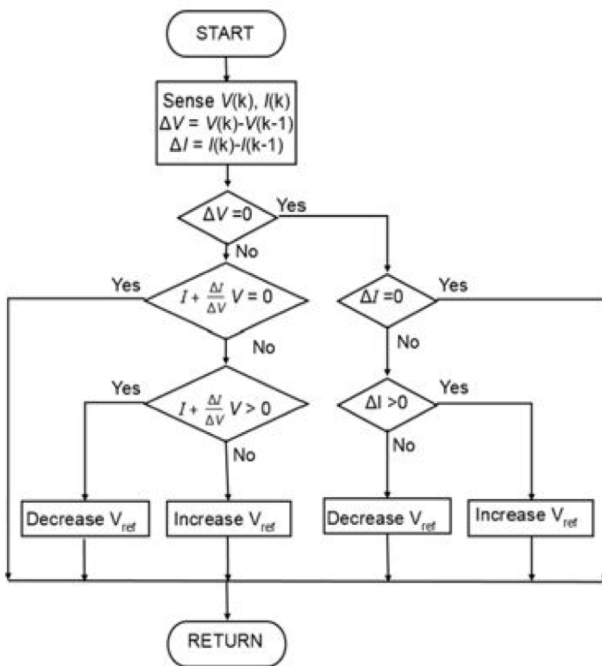 START
Sense V(k), I(k)
ΔV = V(k)-V(k-1)
ΔI = I(k)-I(k-1)
ΔV =0
Yes
No
Yes
I + ΔI/ΔV V = 0
ΔI =0
Yes
No
No
Yes
I + ΔI/ΔV V > 0
ΔI >0
Yes
No
No
Decrease Vref
Increase Vref
Decrease Vref
Increase Vref
RETURN